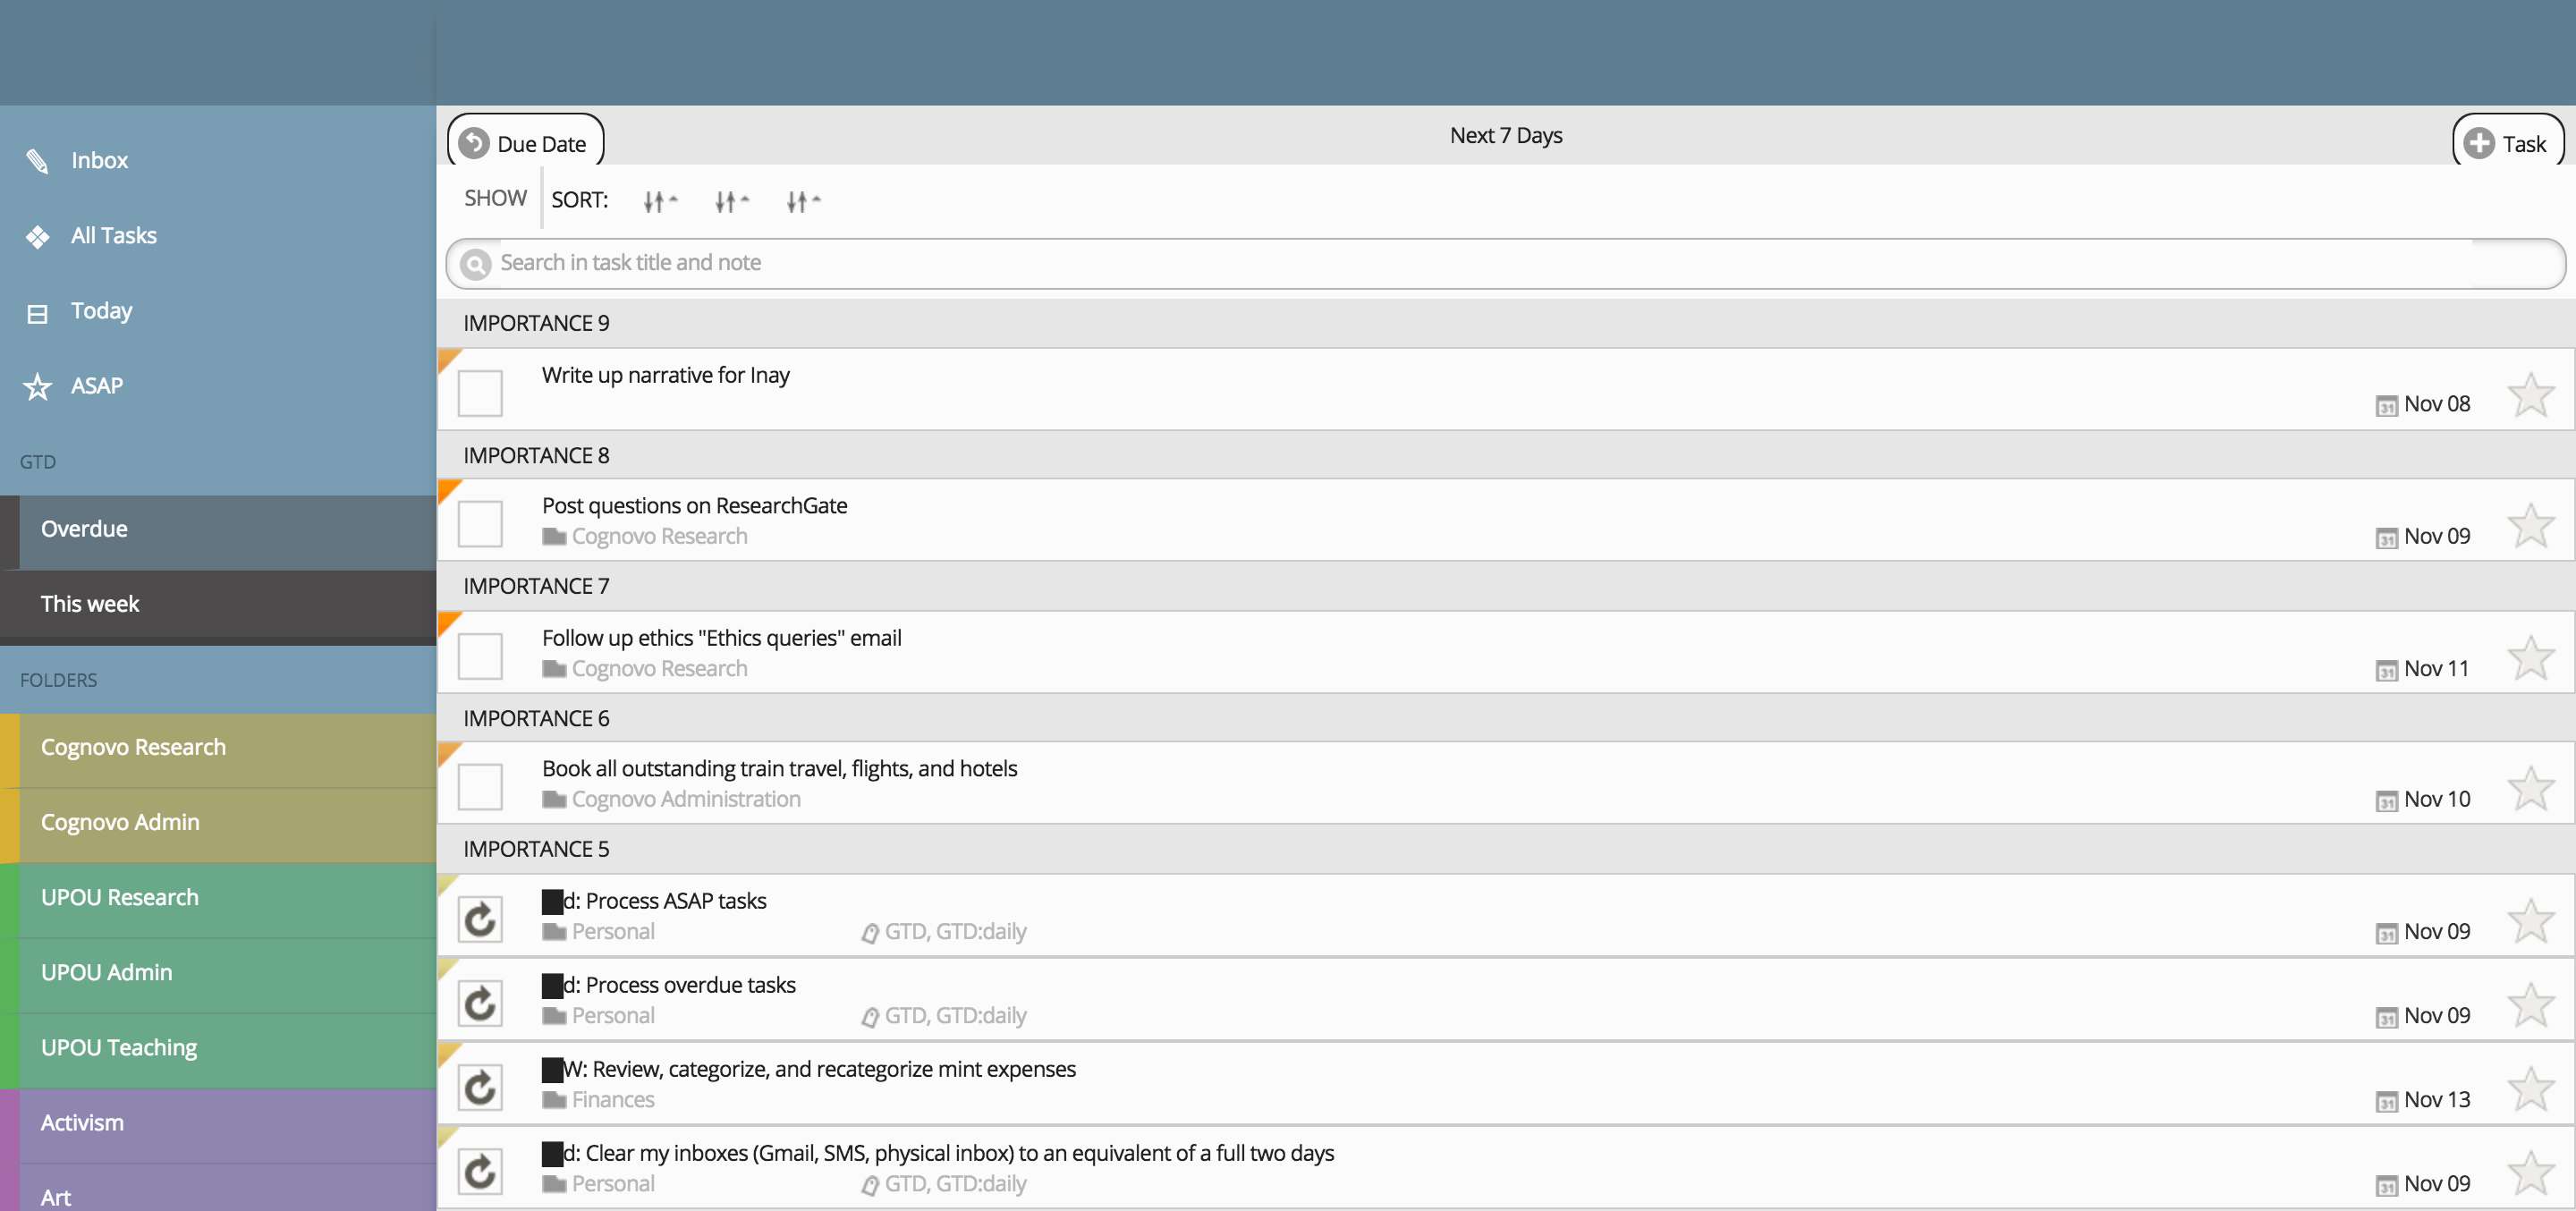 Inbox
All Tasks
Today
ASAP
GTD
Overdue
This week
FOLDERS
Cognovo Research
Cognovo Admin
UPOU Research
UPOU Admin
UPOU Teaching
Activism
Art
Due Date
Next 7 Days
Task
SHOW SORT:
Search in task title and note
IMPORTANCE 9
Write up narrative for Inay
Nov 08
IMPORTANCE 8
Post questions on ResearchGate
Cognovo Research
Nov 09
IMPORTANCE 7
Follow up ethics "Ethics queries" email
Cognovo Research
Nov 11
IMPORTANCE 6
Book all outstanding train travel, flights, and hotels
Cognovo Administration
Nov 10
IMPORTANCE 5
d: Process ASAP tasks
Personal GTD, GTD:daily
Nov 09
d: Process overdue tasks
Personal GTD, GTD:daily
Nov 09
W: Review, categorize, and recategorize mint expenses
Finances
Nov 13
d: Clear my inboxes (Gmail, SMS, physical inbox) to an equivalent of a full two days
Personal GTD, GTD:daily
Nov 09